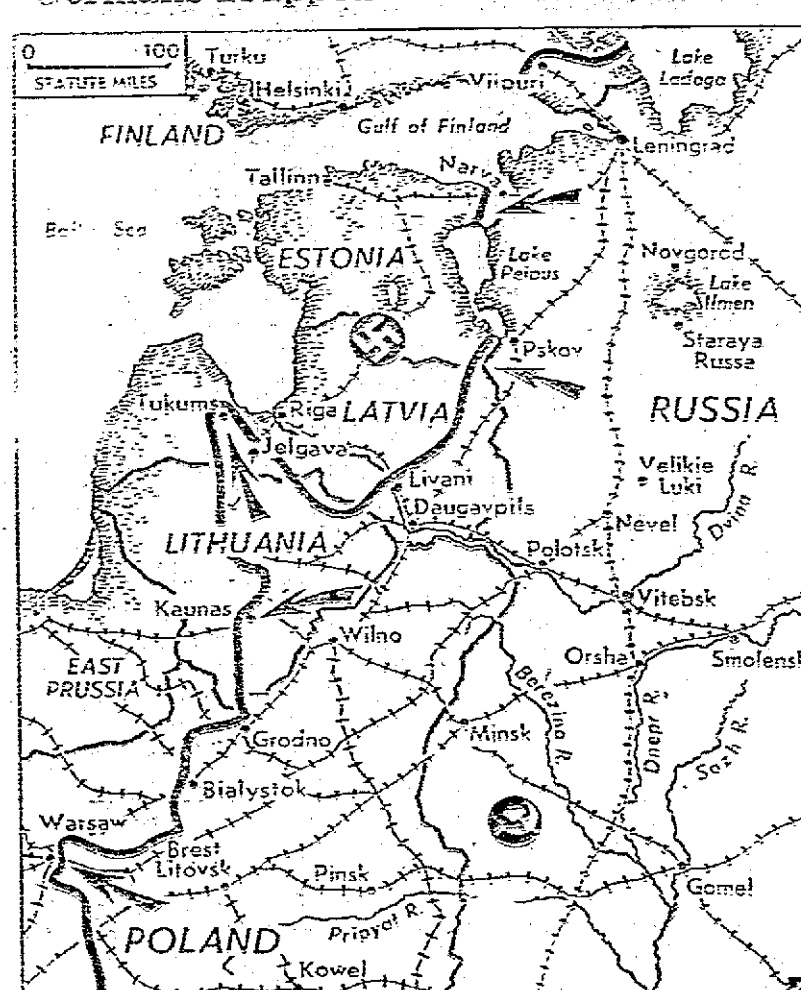 0 100
STATUTE MILES
Turku
Helsinki
Viipuri
Lake
Ladoga
FINLAND
Gulf of Finland
Leningrad
Tallinn
Narva
Sea
ESTONIA
Lake
Peipus
Novgorod
Lake
Ilmen
Pskov
Staraya
Russa
Tukums
Riga
LATVIA
RUSSIA
Jelgava
Livani
Velikie
Luki
Daugavpils
Nevel
Dvina R.
LITHUANIA
Polotsk
Kaunas
Vitebsk
Wilno
EAST
PRUSSIA
Orsha
Smolensk
Berezina R.
Grodno
Minsk
Dnepr R.
Sozh R.
Białystok
Warsaw
Brest
Litovsk
Pinsk
Gomel
POLAND
Pripyat R.
Kowel